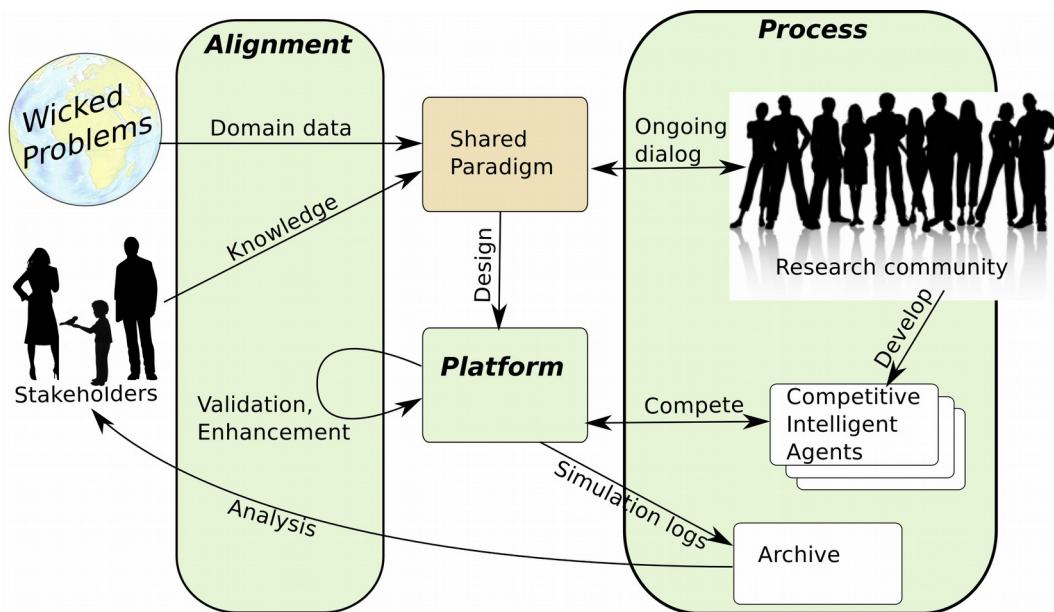 Alignment
Process
Wicked
Problems
Domain data
Shared
Paradigm
Ongoing
dialog
Knowledge
Design
Research community
Stakeholders
Develop
Platform
Validation,
Enhancement
Compete
Competitive
Intelligent
Agents
Simulation logs
Analysis
Archive